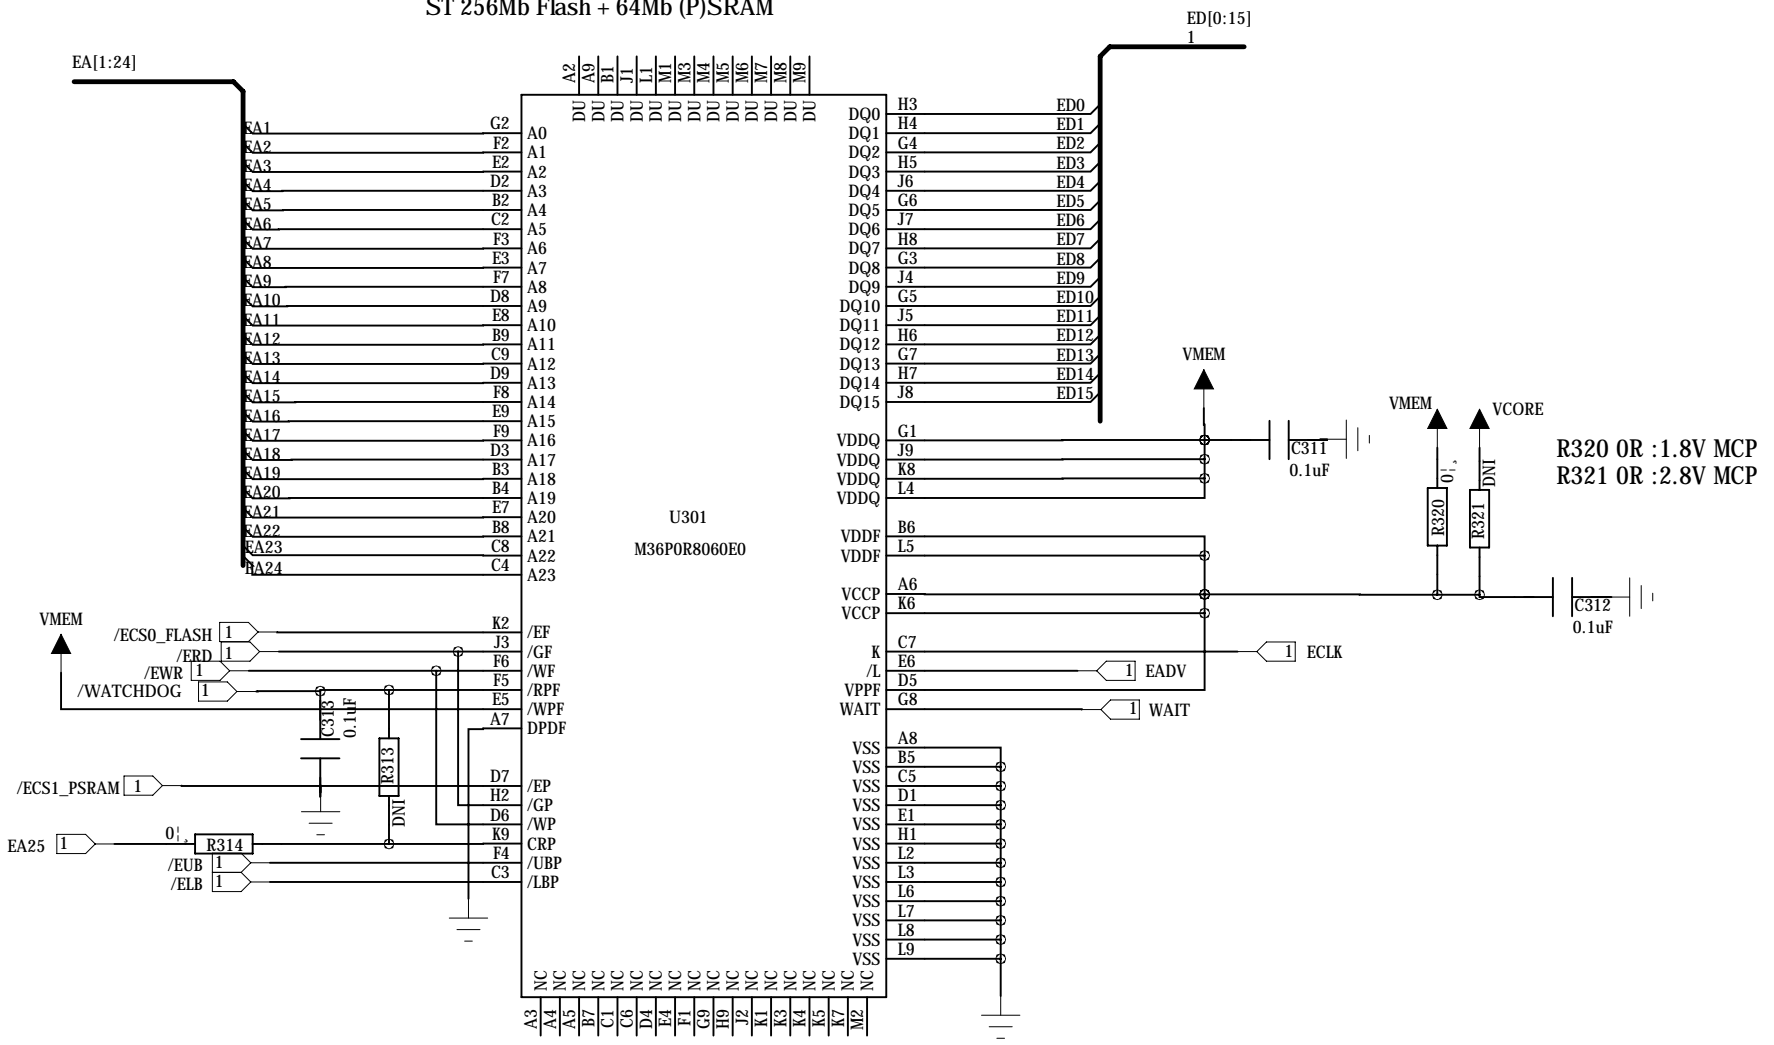 ST 256Mb Flash + 64Mb (P)SRAM
ED[0:15]
1
EA[1:24]
A2 A9 B1 J1 L1 M1 M3 M4 M5 M6 M7 M8 M9
DU DU DU DU DU DU DU DU DU DU DU DU DU
EA1 G2 A0
EA2 F2 A1
EA3 E2 A2
EA4 D2 A3
EA5 B2 A4
EA6 C2 A5
EA7 F3 A6
EA8 E3 A7
EA9 F7 A8
EA10 D8 A9
EA11 E8 A10
EA12 B9 A11
EA13 C9 A12
EA14 D9 A13
EA15 F8 A14
EA16 E9 A15
EA17 F9 A16
EA18 D3 A17
EA19 B3 A18
EA20 B4 A19
EA21 E7 A20
EA22 B8 A21
EA23 C8 A22
EA24 C4 A23
VMEM
/ECS0_FLASH 1 K2 /EF
/ERD 1 J3 /GF
/EWR 1 F6 /WF
/WATCHDOG 1 F5 /RPF
E5 /WPF
A7 DPDF
C313
0.1uF
R313
DNI
/ECS1_PSRAM 1 D7 /EP
H2 /GP
D6 /WP
EA25 1 R314 K9 CRP
/EUB 1 F4 /UBP
/ELB 1 C3 /LBP
U301
M36P0R8060E0
DQ0 H3 ED0
DQ1 H4 ED1
DQ2 G4 ED2
DQ3 H5 ED3
DQ4 J6 ED4
DQ5 G6 ED5
DQ6 J7 ED6
DQ7 H8 ED7
DQ8 G3 ED8
DQ9 J4 ED9
DQ10 G5 ED10
DQ11 J5 ED11
DQ12 H6 ED12
DQ13 G7 ED13
DQ14 H7 ED14
DQ15 J8 ED15
VMEM
VDDQ G1
VDDQ J9
VDDQ K8
VDDQ L4
C311
0.1uF
VDDF B6
VDDF L5
VCCP A6
VCCP K6
VMEM VCORE
DNI
R320 R321
C312
0.1uF
R320 0R :1.8V MCP
R321 0R :2.8V MCP
K C7 1 ECLK
/L E6 1 EADV
VPPF D5
WAIT G8 1 WAIT
VSS A8
VSS B5
VSS C5
VSS D1
VSS E1
VSS H1
VSS L2
VSS L3
VSS L6
VSS L7
VSS L8
VSS L9
NC NC NC NC NC NC NC NC NC NC NC NC NC NC NC NC NC NC
A3 A4 A5 B7 C1 C6 D4 E4 F1 G9 H9 J2 K1 K3 K4 K5 K7 M2